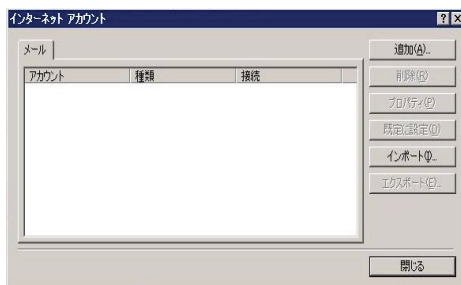 インターネット アカウント
メール
アカウント 種類 接続
追加(A)...
削除(R)
プロパティ(P)
既定に設定(D)
インポート(I)...
エクスポート(E)...
閉じる